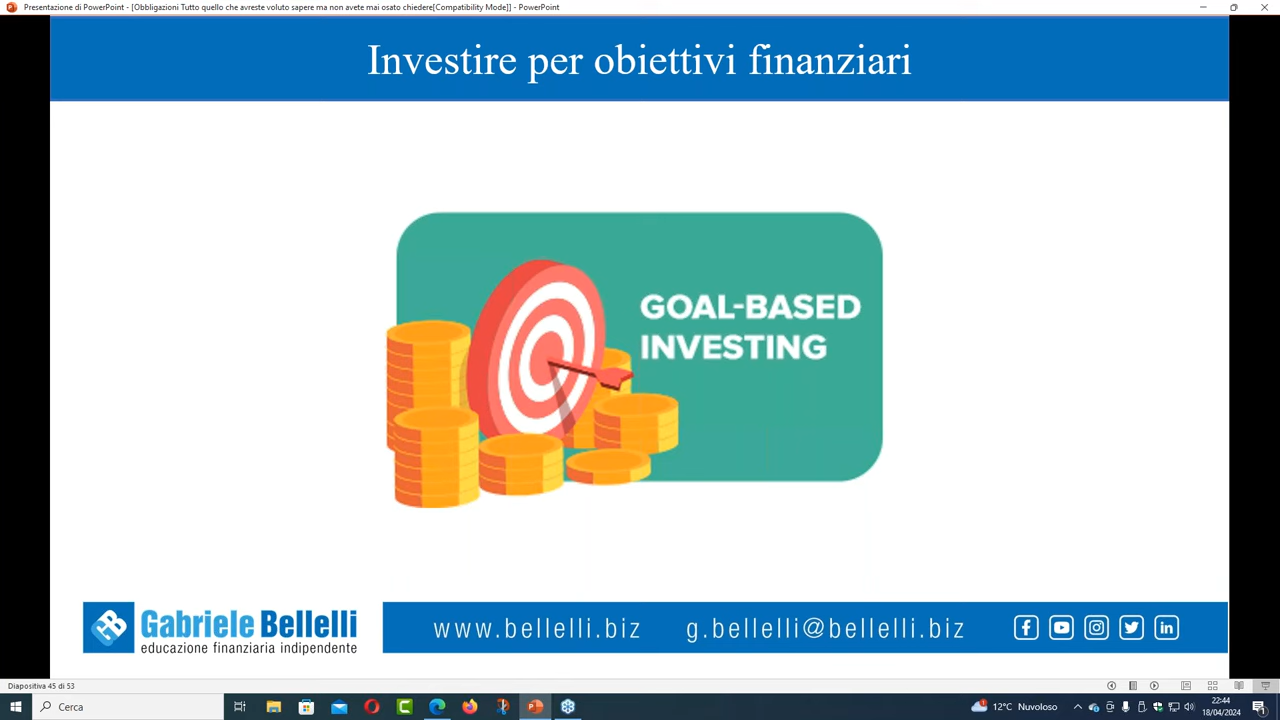 Presentazione di PowerPoint - [Obbligazioni Tutto quello che avreste voluto sapere ma non avete mai osato chiedere[Compatibility Mode]] - PowerPoint
Investire per obiettivi finanziari
GOAL-BASED
INVESTING
Gabriele Bellelli
educazione finanziaria indipendente
www.bellelli.biz g.bellelli@bellelli.biz
Diapositiva 45 di 53
Cerca
12°C Nuvoloso
22:44
18/04/2024